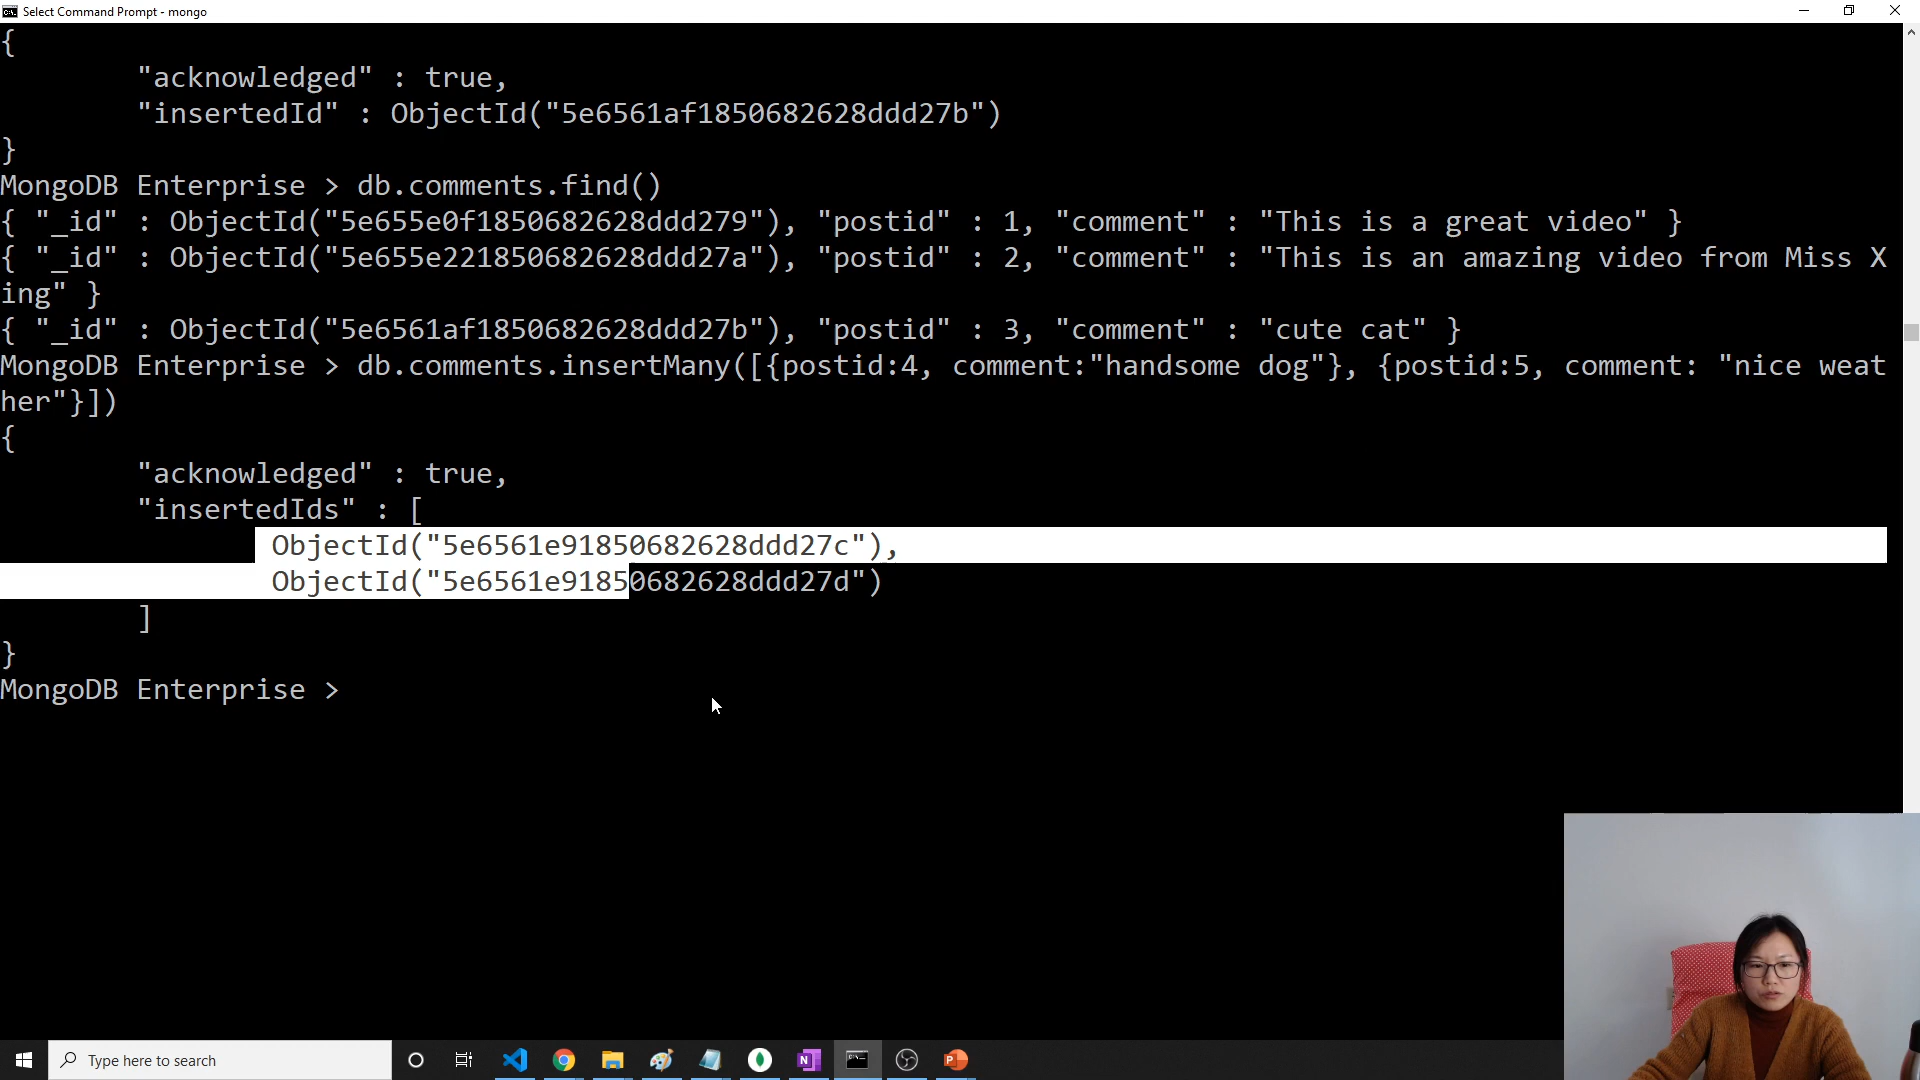 Select Command Prompt - mongo
{
"acknowledged" : true,
"insertedId" : ObjectId("5e6561af1850682628ddd27b")
}
MongoDB Enterprise > db.comments.find()
{ "_id" : ObjectId("5e655e0f1850682628ddd279"), "postid" : 1, "comment" : "This is a great video" }
{ "_id" : ObjectId("5e655e221850682628ddd27a"), "postid" : 2, "comment" : "This is an amazing video from Miss X
ing" }
{ "_id" : ObjectId("5e6561af1850682628ddd27b"), "postid" : 3, "comment" : "cute cat" }
MongoDB Enterprise > db.comments.insertMany([{postid:4, comment:"handsome dog"}, {postid:5, comment: "nice weat
her"}])
{
"acknowledged" : true,
"insertedIds" : [
ObjectId("5e6561e91850682628ddd27c"),
ObjectId("5e6561e91850682628ddd27d")
]
}
MongoDB Enterprise >
Type here to search